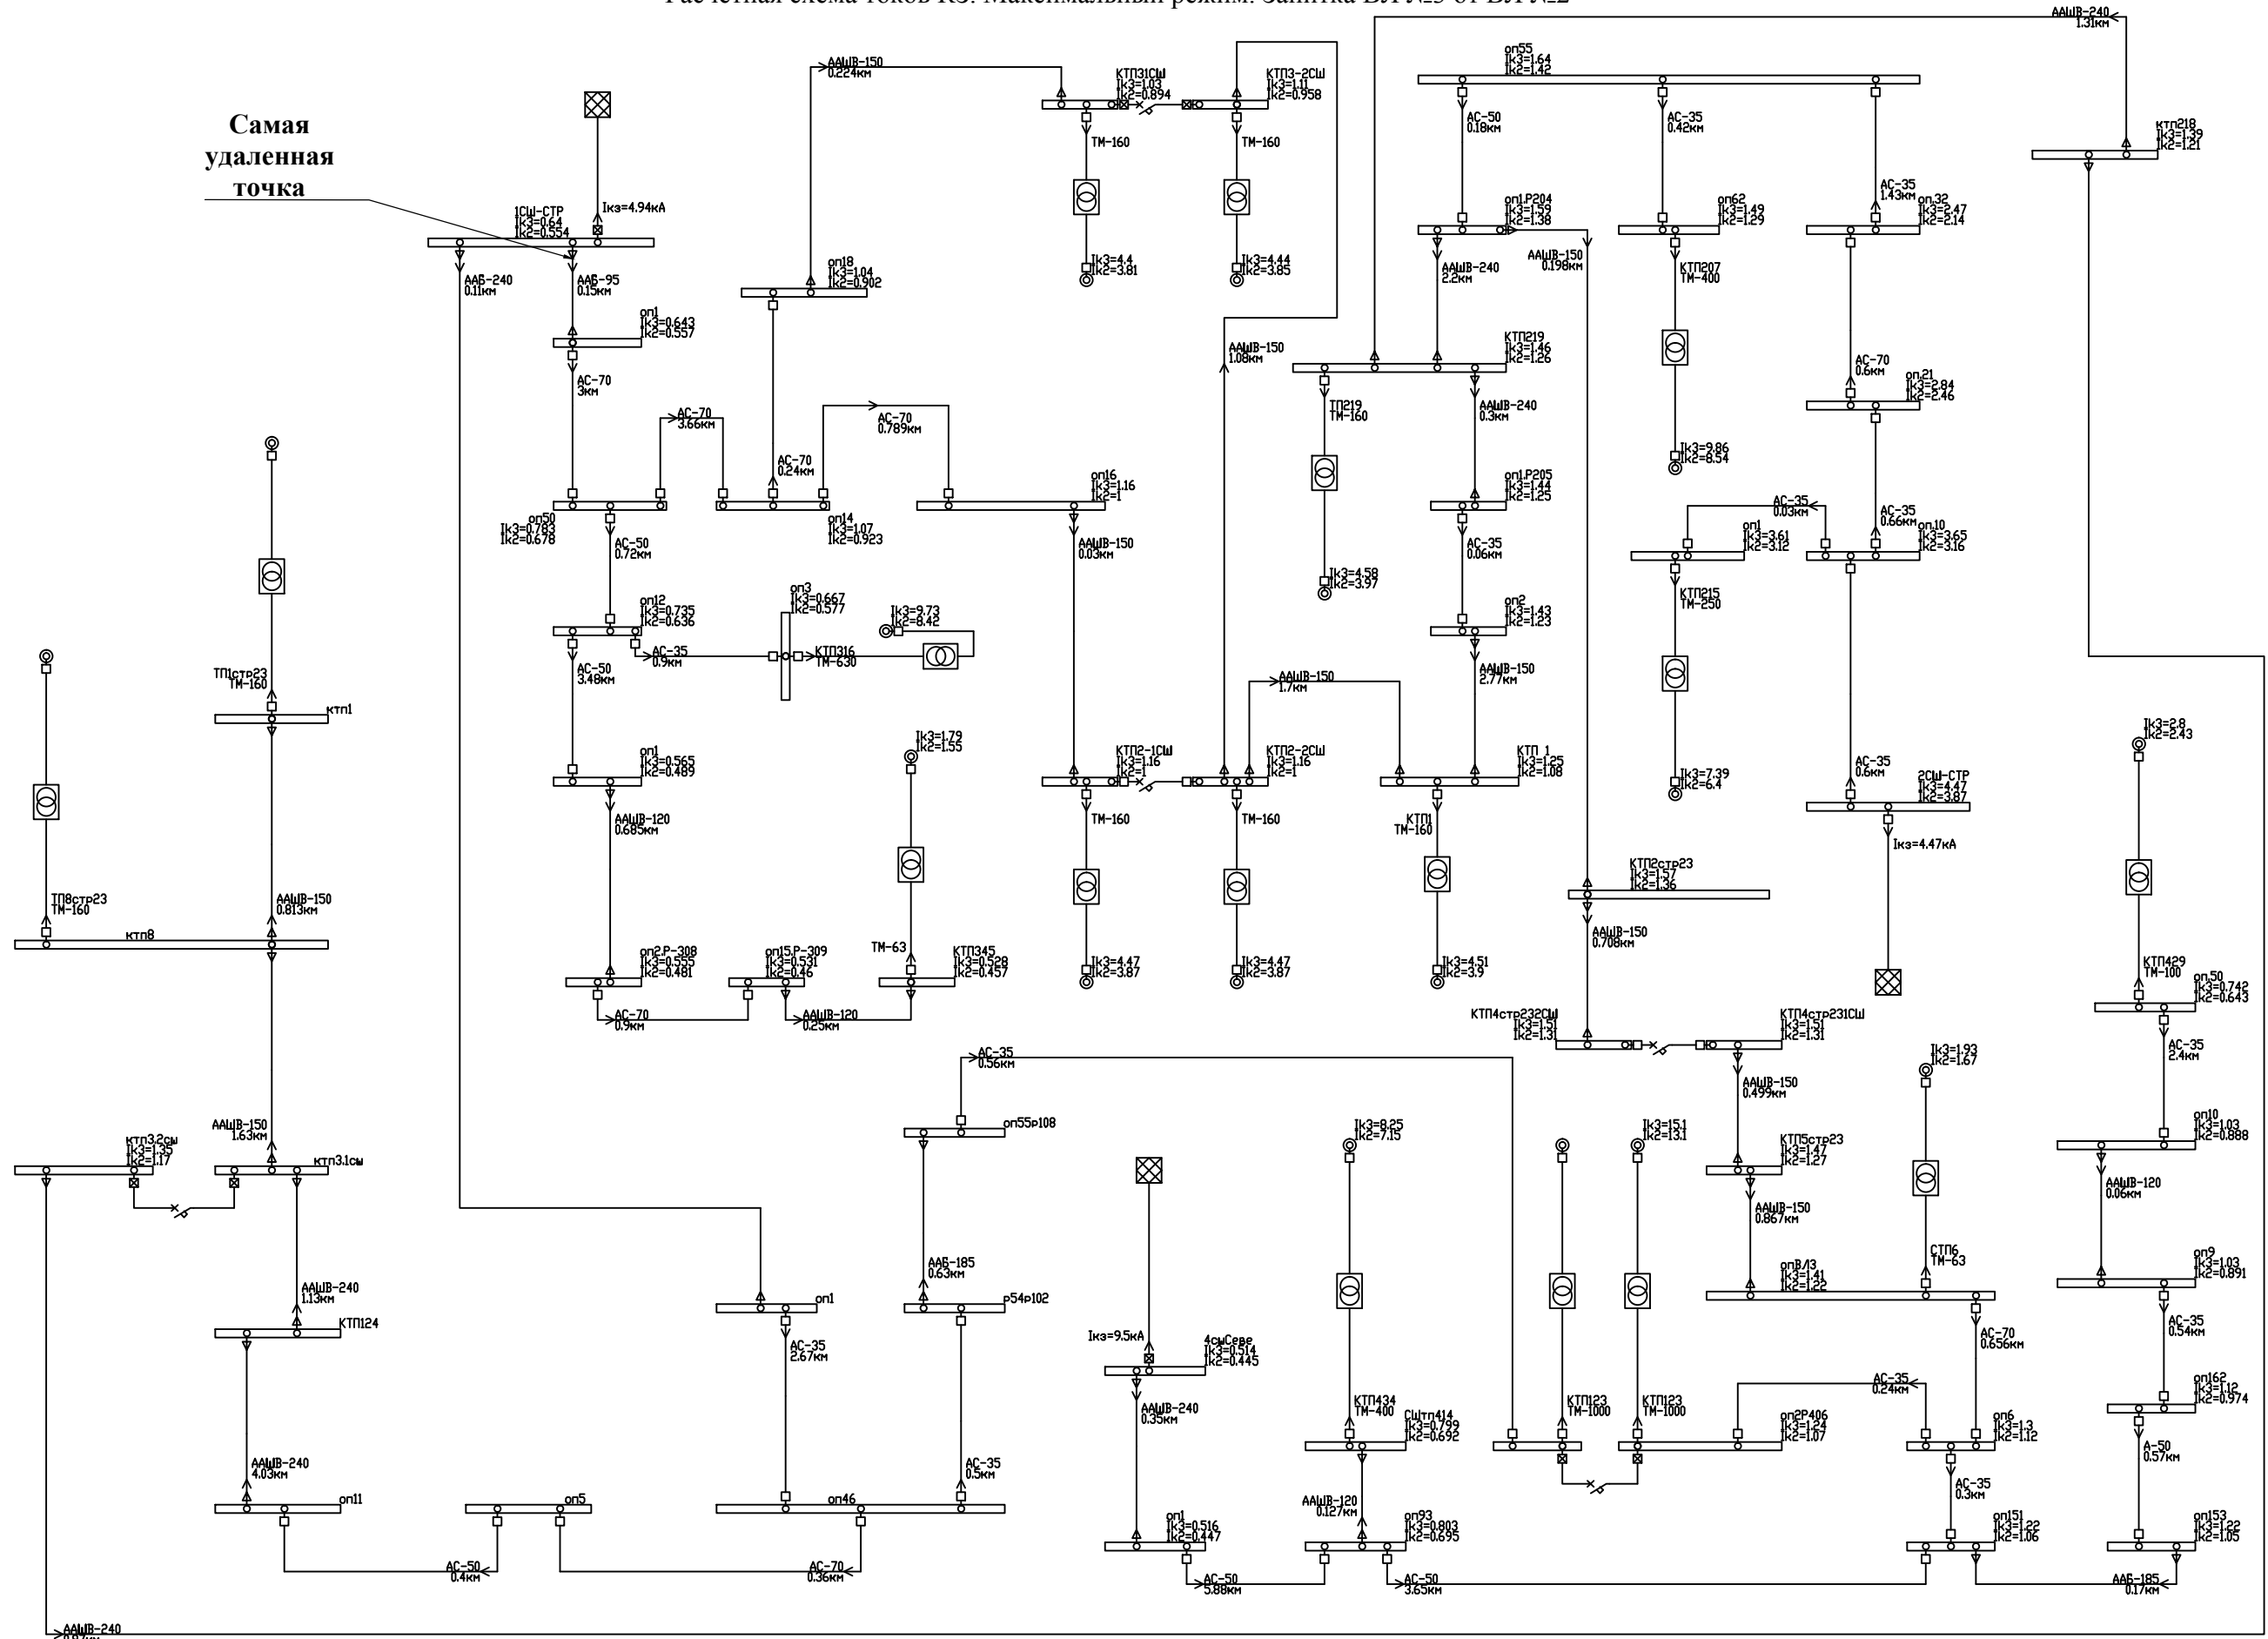 ААШВ-240
1.31км
Самая
удаленная
точка
1СШ-СТР
Iк3=0.64
Iк2=0.554
Iкз=4.94кА
ААБ-240
0.11км
ААБ-95
0.15км
оп1
Iк3=0.643
Iк2=0.557
АС-70
3км
ААШВ-150
0.224км
КТП31СШ
Iк3=1.03
Iк2=0.894
КТП3-2СШ
Iк3=1.11
Iк2=0.958
ТМ-160
ТМ-160
Iк3=4.4
Iк2=3.81
Iк3=4.44
Iк2=3.85
оп18
Iк3=1.04
Iк2=0.902
оп55
Iк3=1.64
Iк2=1.42
АС-50
0.18км
АС-35
0.42км
АС-35
1.43км
ктп218
Iк3=1.39
Iк2=1.21
оп1.Р204
Iк3=1.59
Iк2=1.38
оп62
Iк3=1.49
Iк2=1.29
оп.32
Iк3=2.47
Iк2=2.14
ААШВ-240
2.2км
ААШВ-150
0.198км
КТП207
ТМ-400
ААШВ-150
1.08км
КТП219
Iк3=1.46
Iк2=1.26
АС-70
0.6км
оп.21
Iк3=2.84
Iк2=2.46
ТП219
ТМ-160
ААШВ-240
0.3км
Iк3=9.86
Iк2=8.54
АС-70
3.66км
АС-70
0.789км
АС-70
0.24км
оп50
Iк3=0.783
Iк2=0.678
оп14
Iк3=1.07
Iк2=0.923
оп16
Iк3=1.16
Iк2=1
оп1.Р205
Iк3=1.44
Iк2=1.25
АС-35
0.03км
АС-35
0.66км
оп1
Iк3=3.61
Iк2=3.12
оп.10
Iк3=3.65
Iк2=3.16
АС-50
0.72км
ААШВ-150
0.03км
АС-35
0.06км
Iк3=4.58
Iк2=3.97
КТП215
ТМ-250
оп12
Iк3=0.735
Iк2=0.636
оп3
Iк3=0.667
Iк2=0.577
Iк3=9.73
Iк2=8.42
оп2
Iк3=1.43
Iк2=1.23
АС-35
0.9км
КТП316
ТМ-630
АС-50
3.48км
ААШВ-150
1.7км
ААШВ-150
2.77км
ТП1стр23
ТМ-160
ктп1
оп1
Iк3=0.565
Iк2=0.489
Iк3=1.79
Iк2=1.55
КТП2-1СШ
Iк3=1.16
Iк2=1
КТП2-2СШ
Iк3=1.16
Iк2=1
КТП 1
Iк3=1.25
Iк2=1.08
Iк3=7.39
Iк2=6.4
АС-35
0.6км
2СШ-СТР
Iк3=4.47
Iк2=3.87
Iк3=2.8
Iк2=2.43
ААШВ-120
0.685км
ТМ-160
ТМ-160
КТП1
ТМ-160
Iкз=4.47кА
КТП2стр23
Iк3=1.57
Iк2=1.36
ТП8стр23
ТМ-160
ААШВ-150
0.813км
ктп8
ТМ-63
ААШВ-150
0.708км
оп2.Р-308
Iк3=0.555
Iк2=0.481
оп15.Р-309
Iк3=0.531
Iк2=0.46
КТП345
Iк3=0.528
Iк2=0.457
Iк3=4.47
Iк2=3.87
Iк3=4.47
Iк2=3.87
Iк3=4.51
Iк2=3.9
КТП429
ТМ-100
оп.50
Iк3=0.742
Iк2=0.643
АС-70
0.9км
ААШВ-120
0.25км
КТП4стр232СШ
Iк3=1.51
Iк2=1.31
КТП4стр231СШ
Iк3=1.51
Iк2=1.31
АС-35
0.56км
АС-35
2.4км
ААШВ-150
0.499км
Iк3=1.93
Iк2=1.67
ААШВ-150
1.63км
оп55р108
Iк3=8.25
Iк2=7.15
Iк3=15.1
Iк2=13.1
оп10
Iк3=1.03
Iк2=0.888
ктп3.2сш
Iк3=1.35
Iк2=1.17
ктп3.1сш
КТП5стр23
Iк3=1.47
Iк2=1.27
ААШВ-120
0.06км
ААШВ-150
0.867км
ААБ-185
0.63км
СТП6
ТМ-63
ААШВ-240
1.13км
КТП124
оп1
р54р102
опВЛ3
Iк3=1.41
Iк2=1.22
оп9
Iк3=1.03
Iк2=0.891
АС-35
2.67км
Iкз=9.5кА
4сшСеве
Iк3=0.514
Iк2=0.445
АС-70
0.656км
АС-35
0.54км
ААШВ-240
0.35км
КТП434
ТМ-400
СШтп414
Iк3=0.799
Iк2=0.692
КТП123
ТМ-1000
КТП123
ТМ-1000
оп2Р406
Iк3=1.24
Iк2=1.07
АС-35
0.24км
оп6
Iк3=1.3
Iк2=1.12
оп162
Iк3=1.12
Iк2=0.974
А-50
0.57км
ААШВ-240
4.03км
АС-35
0.5км
АС-35
0.3км
оп11
оп5
оп46
ААШВ-120
0.127км
оп1
Iк3=0.516
Iк2=0.447
оп93
Iк3=0.803
Iк2=0.695
оп151
Iк3=1.22
Iк2=1.06
оп153
Iк3=1.22
Iк2=1.05
АС-50
0.4км
АС-70
0.36км
АС-50
5.88км
АС-50
3.65км
ААБ-185
0.17км
ААШВ-240